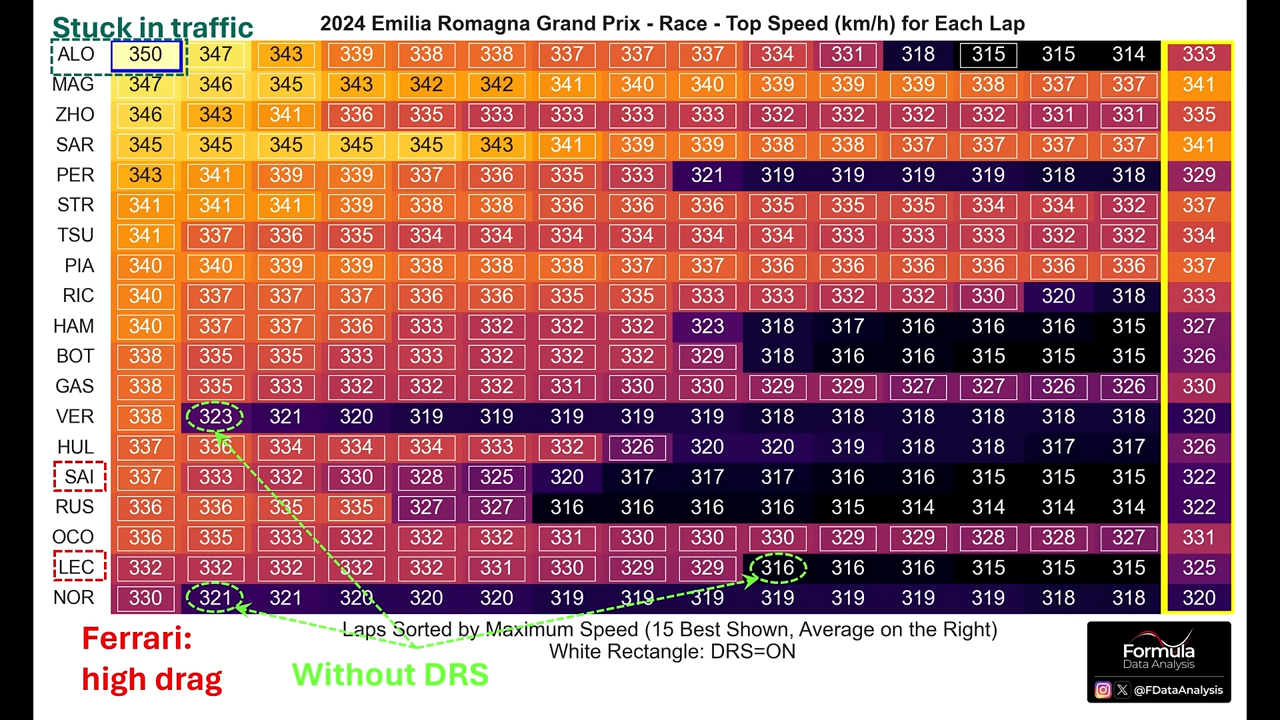 Stuck in traffic
2024 Emilia Romagna Grand Prix - Race - Top Speed (km/h) for Each Lap
ALO 350 347 343 339 338 338 337 337 337 334 331 318 315 315 314 333
MAG 347 346 345 343 342 342 341 340 340 339 339 339 338 337 337 341
ZHO 346 343 341 336 335 333 333 333 333 332 332 332 332 331 331 335
SAR 345 345 345 345 345 343 341 339 339 338 338 337 337 337 337 341
PER 343 341 339 339 337 336 335 333 321 319 319 319 319 318 318 329
STR 341 341 341 339 338 338 336 336 336 335 335 335 334 334 332 337
TSU 341 337 336 335 334 334 334 334 334 334 333 333 333 332 332 334
PIA 340 340 339 339 338 338 338 337 337 336 336 336 336 336 336 337
RIC 340 337 337 337 336 336 335 335 333 333 332 332 330 320 318 333
HAM 340 337 337 336 333 332 332 332 323 318 317 316 316 316 315 327
BOT 338 335 335 333 333 332 332 332 329 318 316 316 315 315 315 326
GAS 338 335 333 332 332 332 331 330 330 329 329 327 327 326 326 330
VER 338 323 321 320 319 319 319 319 319 318 318 318 318 318 318 320
HUL 337 336 334 334 334 333 332 326 320 320 319 318 318 317 317 326
SAI 337 333 332 330 328 325 320 317 317 317 316 316 315 315 315 322
RUS 336 336 335 335 327 327 316 316 316 316 315 314 314 314 314 322
OCO 336 335 333 332 332 332 331 330 330 330 329 329 328 328 327 331
LEC 332 332 332 332 332 331 330 329 329 316 316 316 315 315 315 325
NOR 330 321 321 320 320 320 319 319 319 319 319 319 319 318 318 320
Laps Sorted by Maximum Speed (15 Best Shown, Average on the Right)
White Rectangle: DRS=ON
Ferrari:
high drag
Without DRS
Formula
Data Analysis
@FDataAnalysis